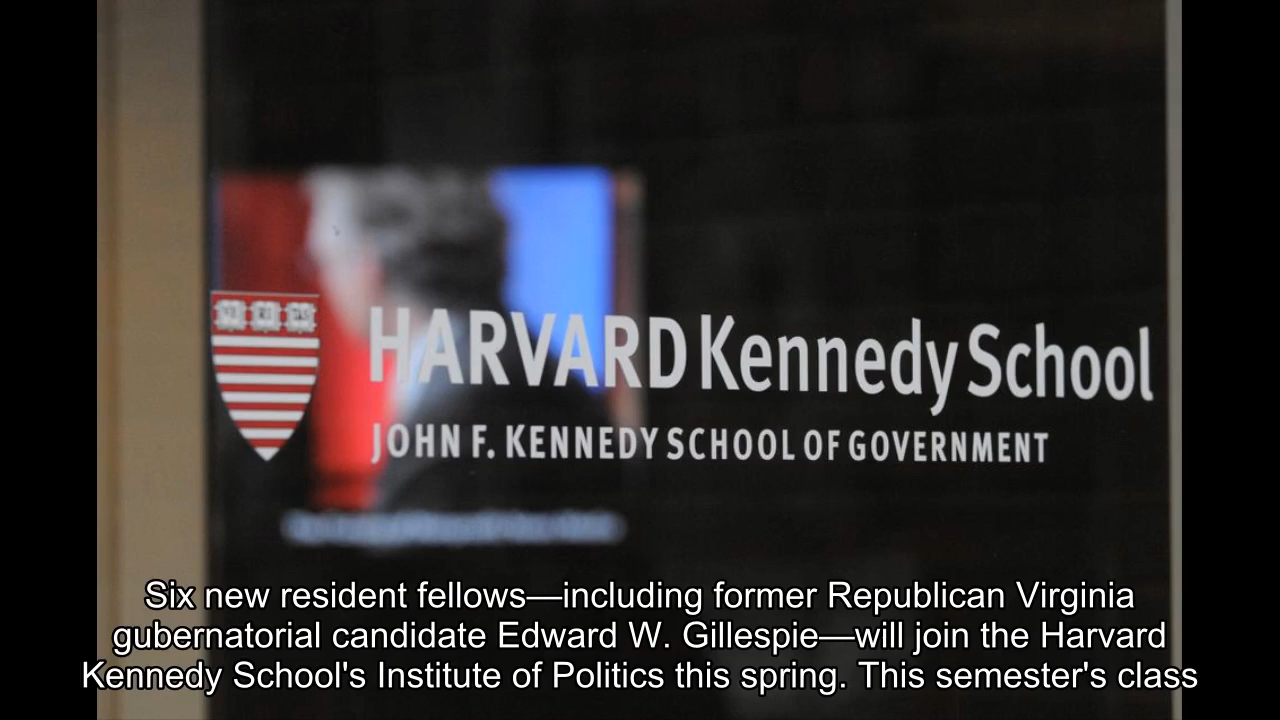 HARVARD Kennedy School
JOHN F. KENNEDY SCHOOL OF GOVERNMENT
Six new resident fellows—including former Republican Virginia
gubernatorial candidate Edward W. Gillespie—will join the Harvard
Kennedy School's Institute of Politics this spring. This semester's class